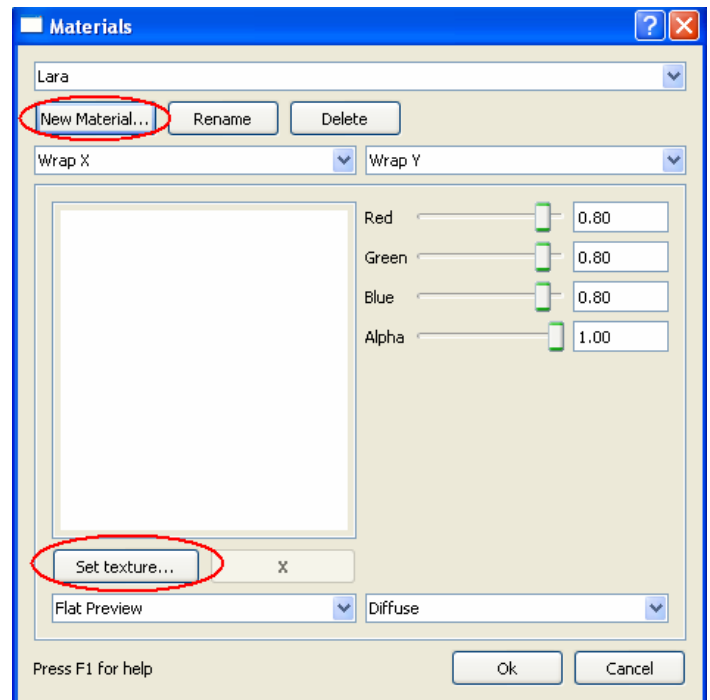 Materials
Lara
New Material... Rename Delete
Wrap X Wrap Y
Red 0.80
Green 0.80
Blue 0.80
Alpha 1.00
Set texture... X
Flat Preview Diffuse
Press F1 for help Ok Cancel